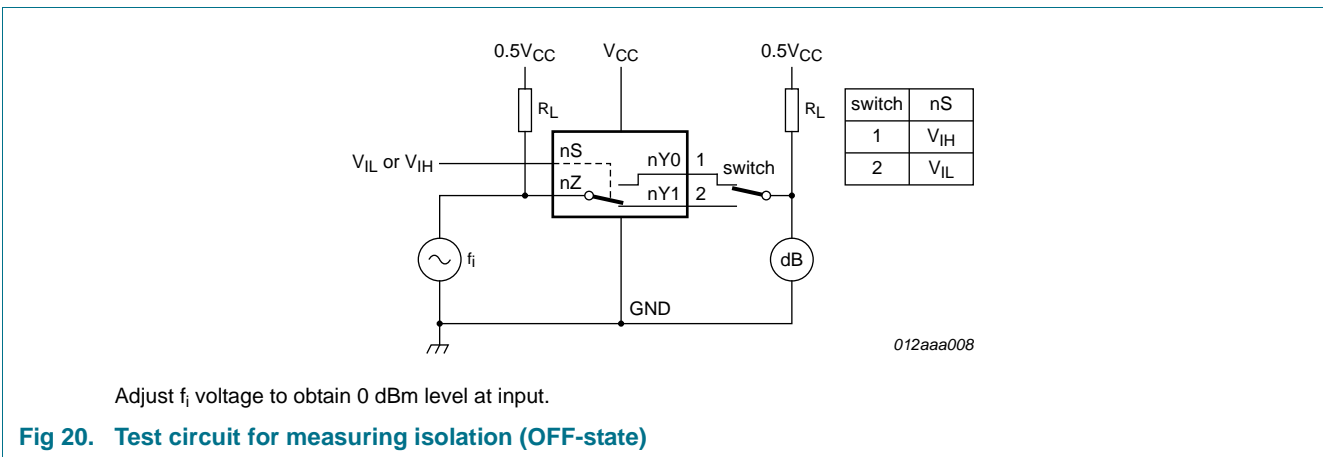 0.5VCC VCC 0.5VCC
RL RL
switch nS
1 VIH
2 VIL
VIL or VIH
nS
nZ
nY0 1
nY1 2
switch
fi
dB
GND
012aaa008
Adjust fi voltage to obtain 0 dBm level at input.
Fig 20. Test circuit for measuring isolation (OFF-state)